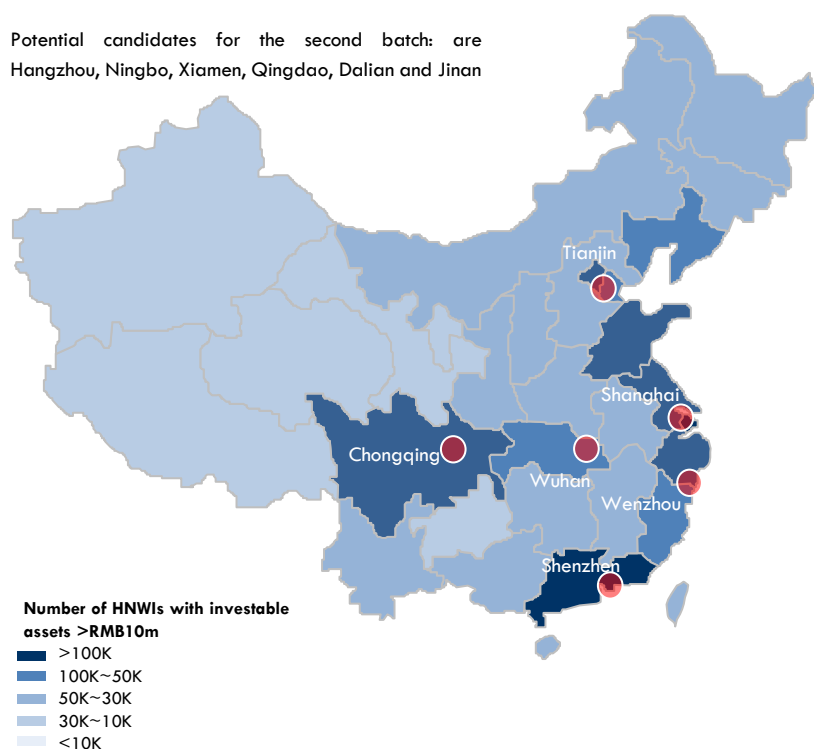 Potential candidates for the second batch: are
Hangzhou, Ningbo, Xiamen, Qingdao, Dalian and Jinan
Tianjin
Shanghai
Chongqing
Wuhan
Wenzhou
Shenzhen
Number of HNWIs with investable
assets >RMB10m
>100K
100K~50K
50K~30K
30K~10K
<10K